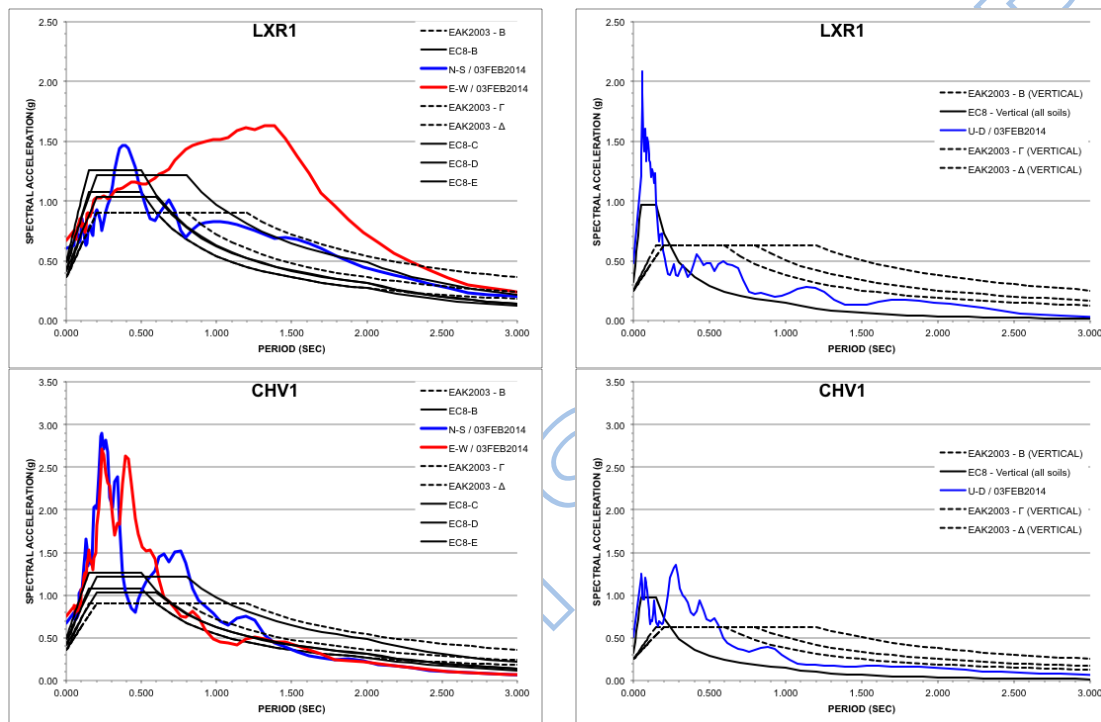 LXR1
2.50
2.00
1.50
1.00
0.50
0.00
SPECTRAL ACCELERATION(g)
0.000 0.500 1.000 1.500 2.000 2.500 3.000
PERIOD (SEC)
EAK2003 - B
EC8-B
N-S / 03FEB2014
E-W / 03FEB2014
EAK2003 - Γ
EAK2003 - Δ
EC8-C
EC8-D
EC8-E
LXR1
2.50
2.00
1.50
1.00
0.50
0.00
SPECTRAL ACCELERATION (g)
0.000 0.500 1.000 1.500 2.000 2.500 3.000
PERIOD (SEC)
EAK2003 - B (VERTICAL)
EC8 - Vertical (all soils)
U-D / 03FEB2014
EAK2003 - Γ (VERTICAL)
EAK2003 - Δ (VERTICAL)
CHV1
3.50
3.00
2.50
2.00
1.50
1.00
0.50
0.00
SPECTRAL ACCELERATION(g)
0.000 0.500 1.000 1.500 2.000 2.500 3.000
PERIOD (SEC)
EAK2003 - B
EC8-B
N-S / 03FEB2014
E-W / 03FEB2014
EAK2003 - Γ
EAK2003 - Δ
EC8-C
EC8-D
EC8-E
CHV1
3.50
3.00
2.50
2.00
1.50
1.00
0.50
0.00
SPECTRAL ACCELERATION (g)
0.000 0.500 1.000 1.500 2.000 2.500 3.000
PERIOD (SEC)
EAK2003 - B (VERTICAL)
EC8 - Vertical (all soils)
U-D / 03FEB2014
EAK2003 - Γ (VERTICAL)
EAK2003 - Δ (VERTICAL)